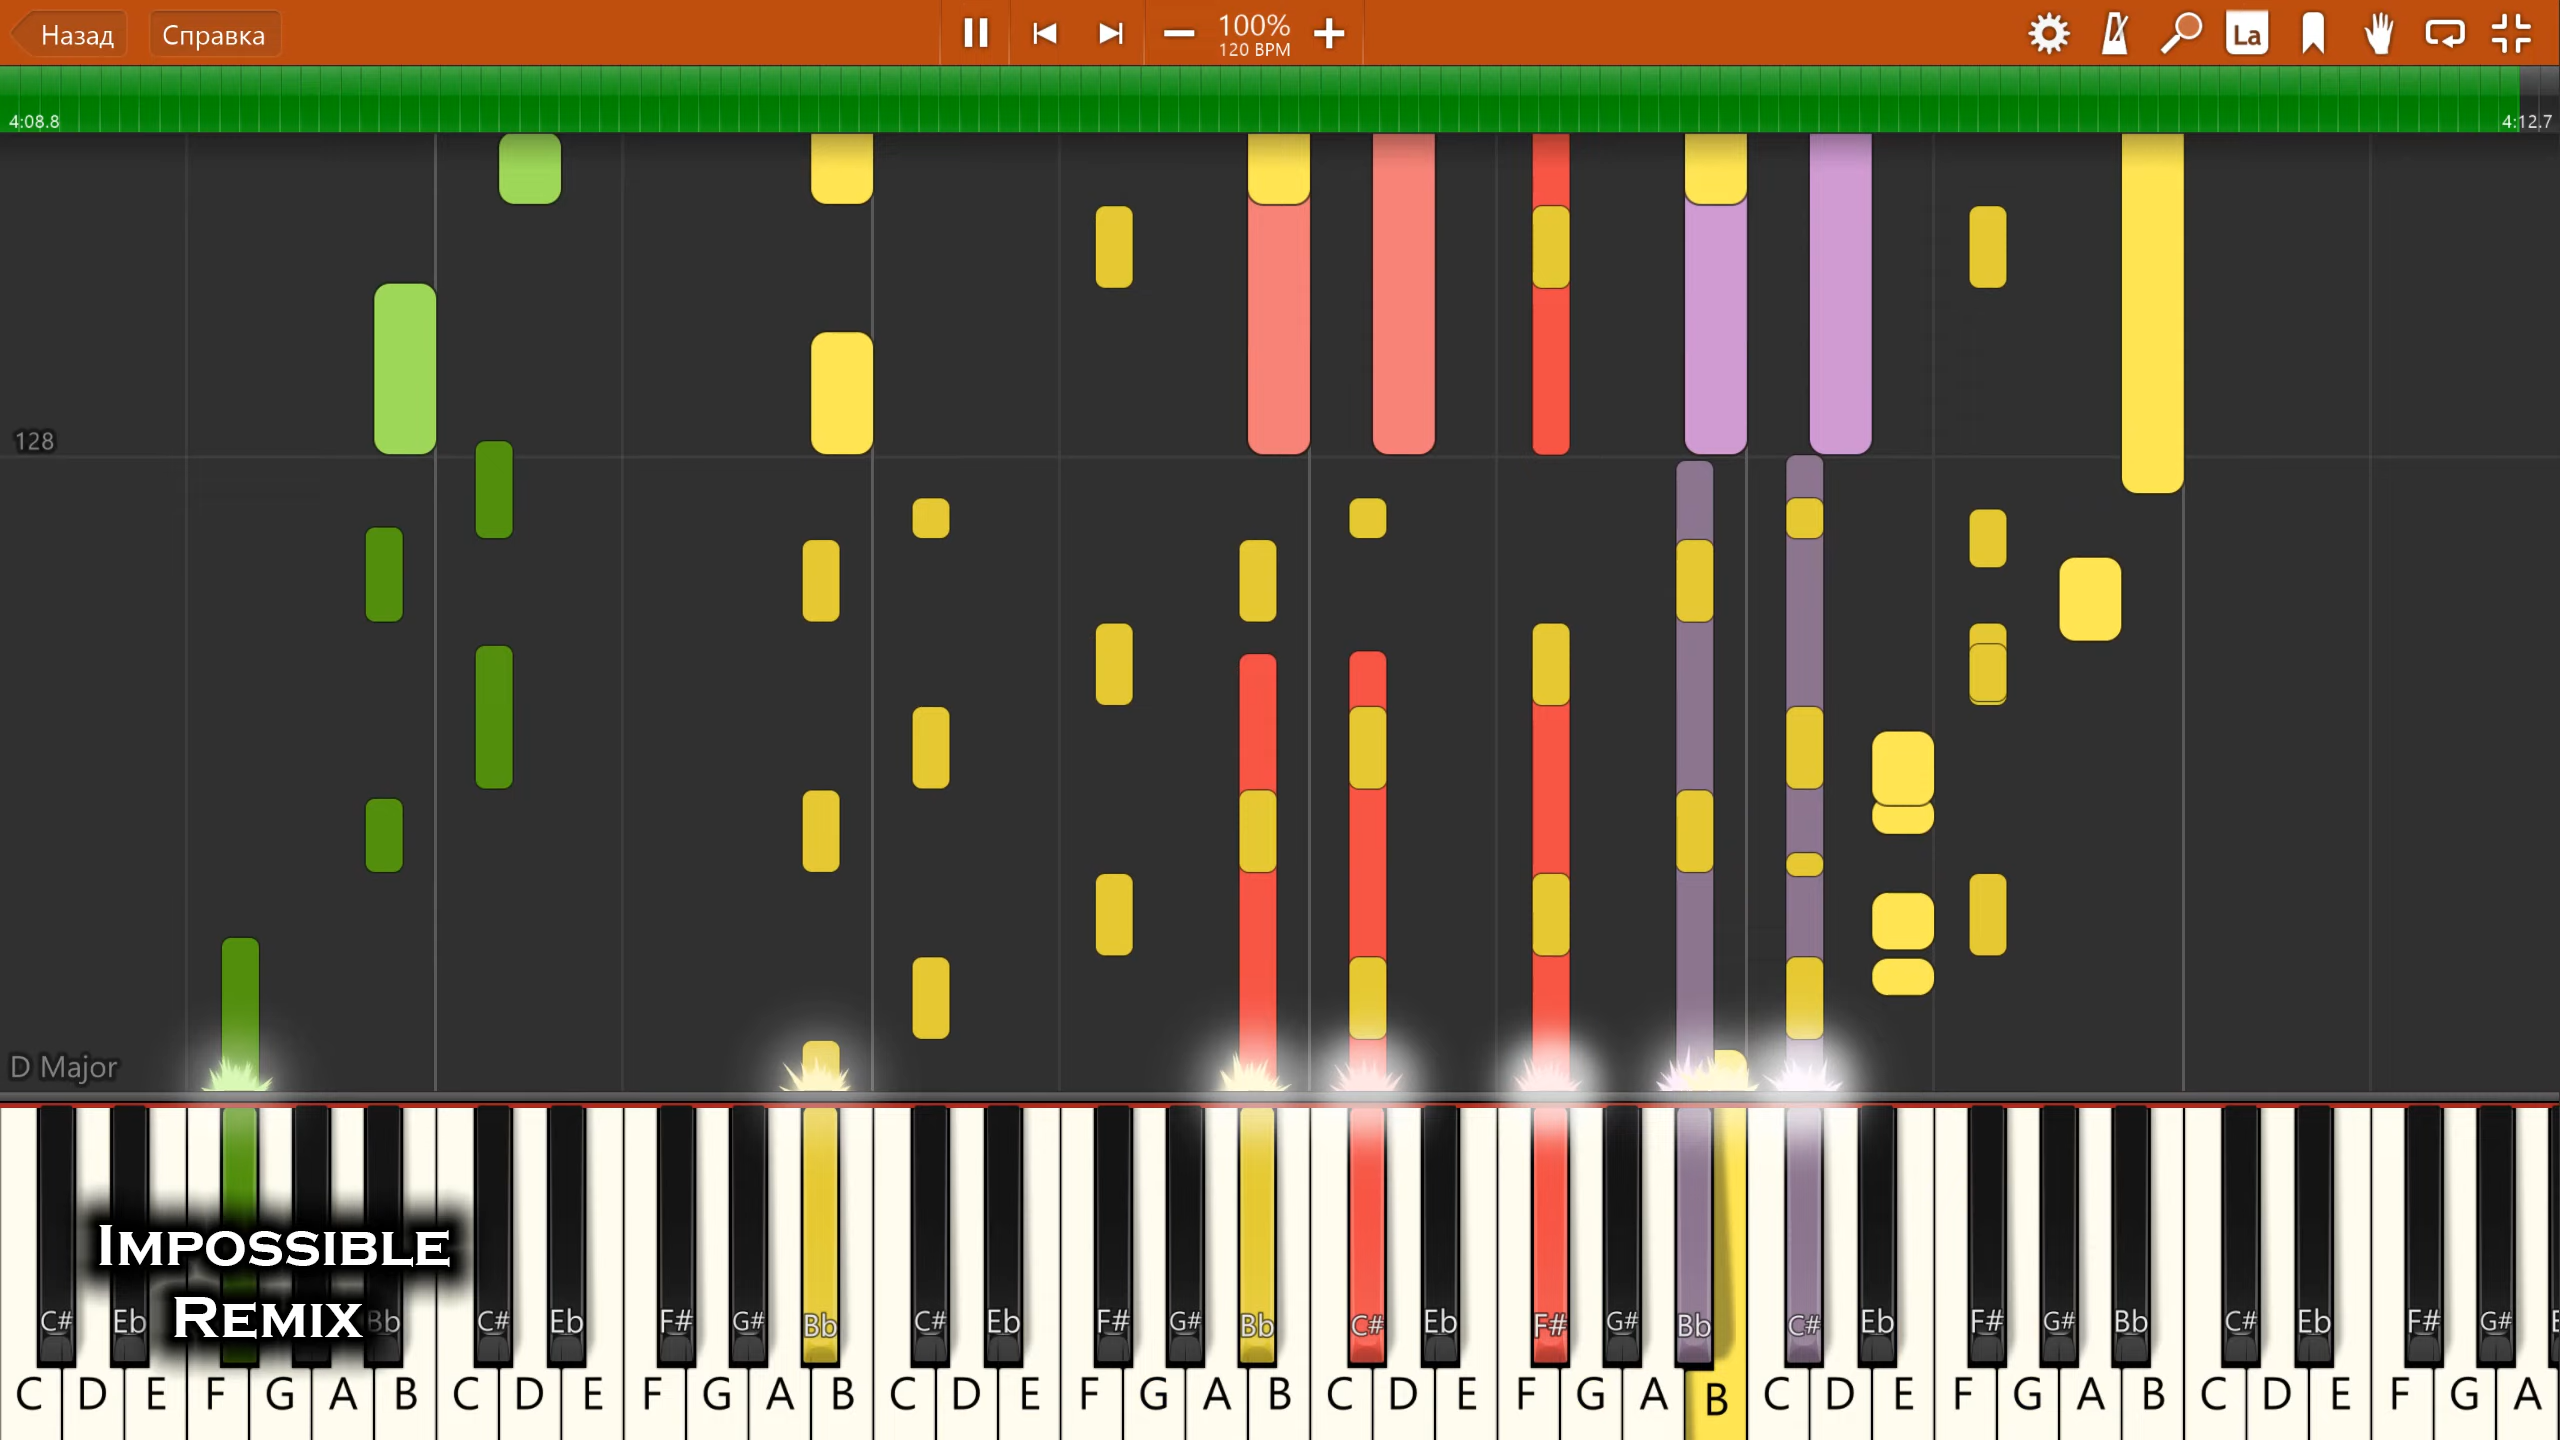 Назад Справка 100% La
120 BPM
4:08.8 4:12.7
128
D Major
Impossible
Remix
C# Eb Bb C# Eb F# G# Bb C# Eb F# G# Bb C# Eb F# G# Bb C# Eb F# G# Bb C# Eb F# G#
C D E F G A B C D E F G A B C D E F G A B C D E F G A B C D E F G A B C D E F G A